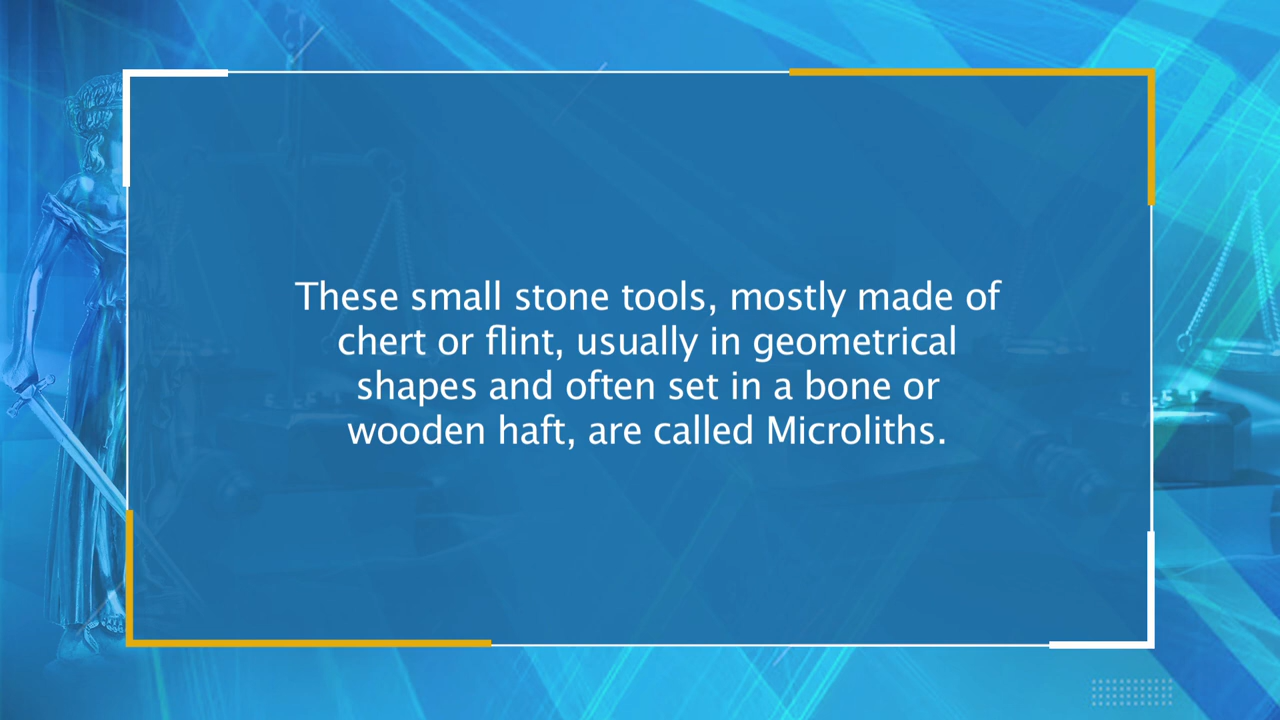 These small stone tools, mostly made of
chert or flint, usually in geometrical
shapes and often set in a bone or
wooden haft, are called Microliths.